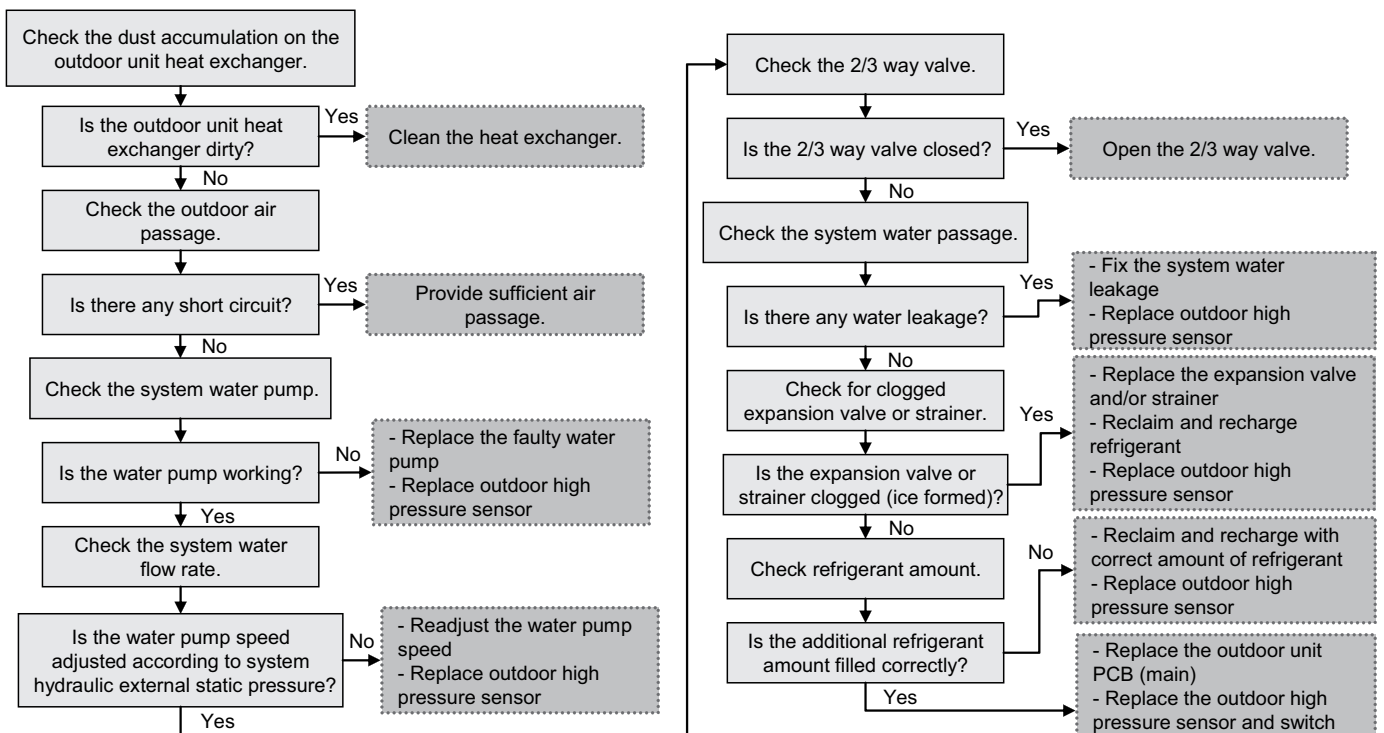 Check the dust accumulation on the
outdoor unit heat exchanger.
Is the outdoor unit heat
exchanger dirty?
Yes
Clean the heat exchanger.
No
Check the outdoor air
passage.
Is there any short circuit?
Yes
Provide sufficient air
passage.
No
Check the system water pump.
Is the water pump working?
No
- Replace the faulty water
pump
- Replace outdoor high
pressure sensor
Yes
Check the system water
flow rate.
Is the water pump speed
adjusted according to system
hydraulic external static pressure?
No
- Readjust the water pump
speed
- Replace outdoor high
pressure sensor
Yes
Check the 2/3 way valve.
Is the 2/3 way valve closed?
Yes
Open the 2/3 way valve.
No
Check the system water passage.
Is there any water leakage?
Yes
- Fix the system water
leakage
- Replace outdoor high
pressure sensor
No
Check for clogged
expansion valve or strainer.
Is the expansion valve or
strainer clogged (ice formed)?
Yes
- Replace the expansion valve
and/or strainer
- Reclaim and recharge
refrigerant
- Replace outdoor high
pressure sensor
No
Check refrigerant amount.
Is the additional refrigerant
amount filled correctly?
No
- Reclaim and recharge with
correct amount of refrigerant
- Replace outdoor high
pressure sensor
Yes
- Replace the outdoor unit
PCB (main)
- Replace the outdoor high
pressure sensor and switch